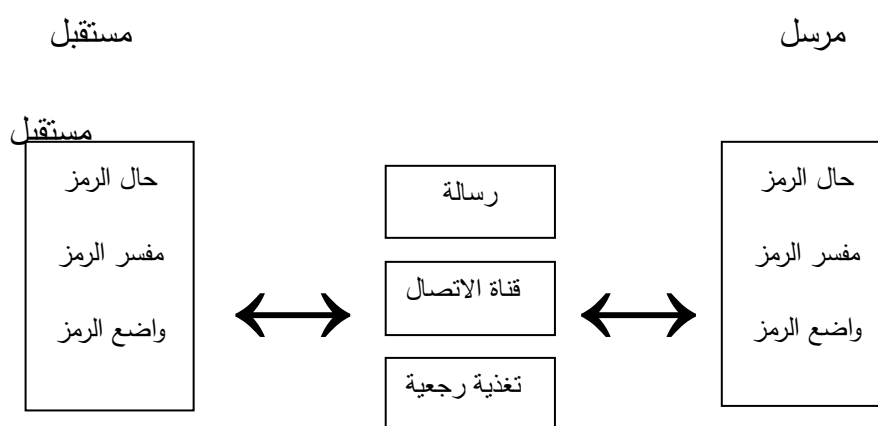 مرسل
مستقبل
مستقبل
حال الرمز
مفسر الرمز
واضع الرمز
رسالة
قناة الاتصال
تغذية رجعية
حال الرمز
مفسر الرمز
واضع الرمز